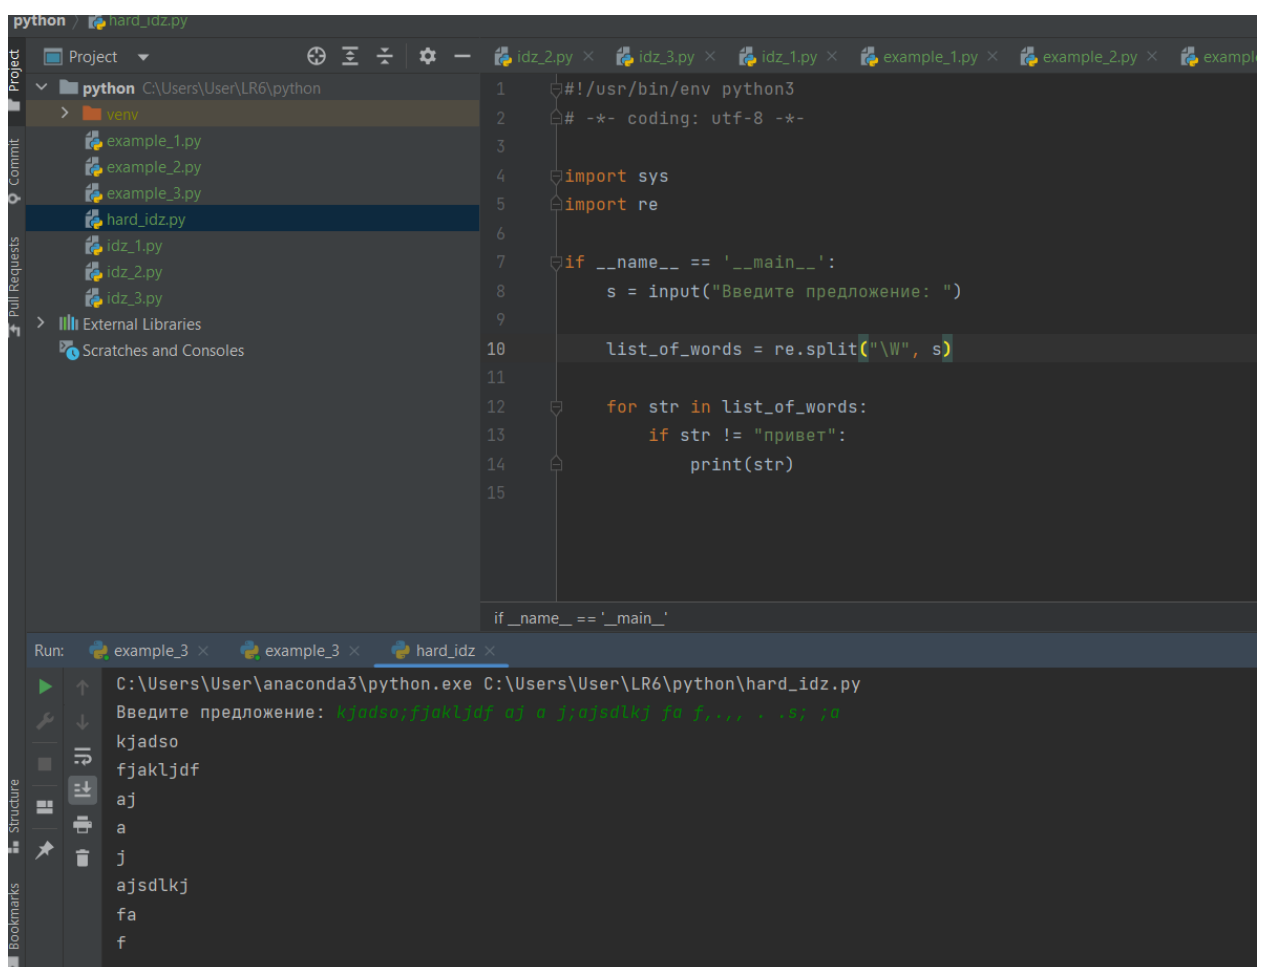 python 〉 hard_idz.py
Project
idz_2.py × idz_3.py × idz_1.py × example_1.py × example_2.py × exampl
Project
Commit
Pull Requests
python C:\Users\User\LR6\python
venv
example_1.py
example_2.py
example_3.py
hard_idz.py
idz_1.py
idz_2.py
idz_3.py
External Libraries
Scratches and Consoles
1 #!/usr/bin/env python3
2 # -*- coding: utf-8 -*-
3
4 import sys
5 import re
6
7 if __name__ == '__main__':
8 s = input("Введите предложение: ")
9
10 list_of_words = re.split("\W", s)
11
12 for str in list_of_words:
13 if str != "привет":
14 print(str)
15
if __name__ == '__main__'
Run: example_3 × example_3 × hard_idz ×
Structure
Bookmarks
C:\Users\User\anaconda3\python.exe C:\Users\User\LR6\python\hard_idz.py
Введите предложение: kjadso;fjakljdf aj a j;ajsdlkj fa f,.,, . .s; ;a
kjadso
fjakljdf
aj
a
j
ajsdlkj
fa
f